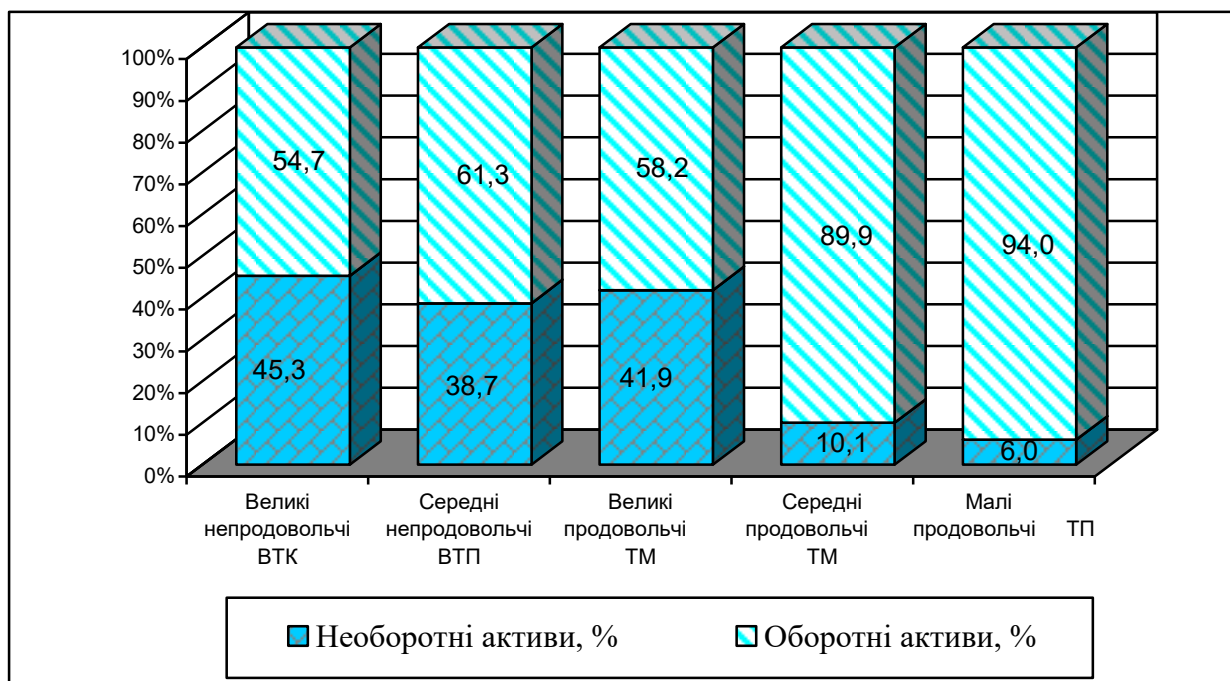 100%
90%
80%
70%
60%
50%
40%
30%
20%
10%
0%
54,7
61,3
58,2
89,9
94,0
45,3
38,7
41,9
10,1
6,0
Великі
непродовольчі
ВТК
Середні
непродовольчі
ВТП
Великі
продовольчі
ТМ
Середні
продовольчі
ТМ
Малі
продовольчі ТП
Необоротні активи, %
Оборотні активи, %